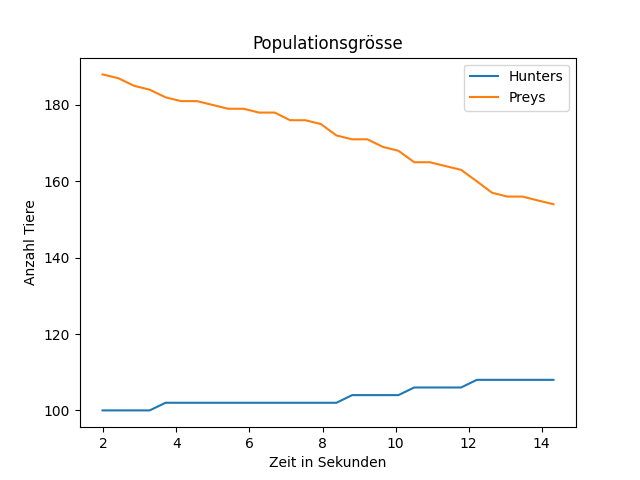 Populationsgrösse
Hunters
Preys
180
160
140
120
100
Anzahl Tiere
2 4 6 8 10 12 14
Zeit in Sekunden